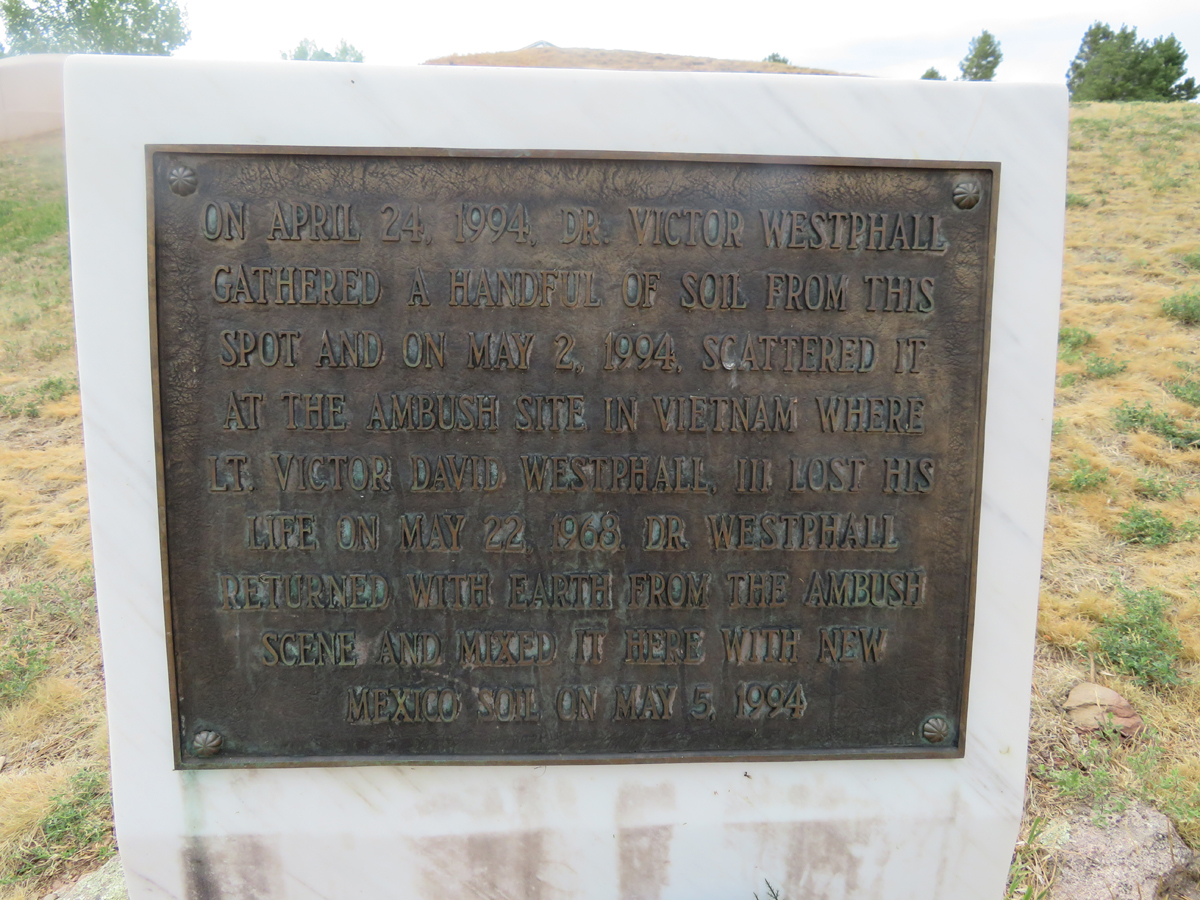 ON APRIL 24, 1994, DR. VICTOR WESTPHALL
GATHERED A HANDFUL OF SOIL FROM THIS
SPOT AND ON MAY 2, 1994, SCATTERED IT
AT THE AMBUSH SITE IN VIETNAM WHERE
LT. VICTOR DAVID WESTPHALL, III, LOST HIS
LIFE ON MAY 22, 1968. DR. WESTPHALL
RETURNED WITH EARTH FROM THE AMBUSH
SCENE AND MIXED IT HERE WITH NEW
MEXICO SOIL ON MAY 5, 1994